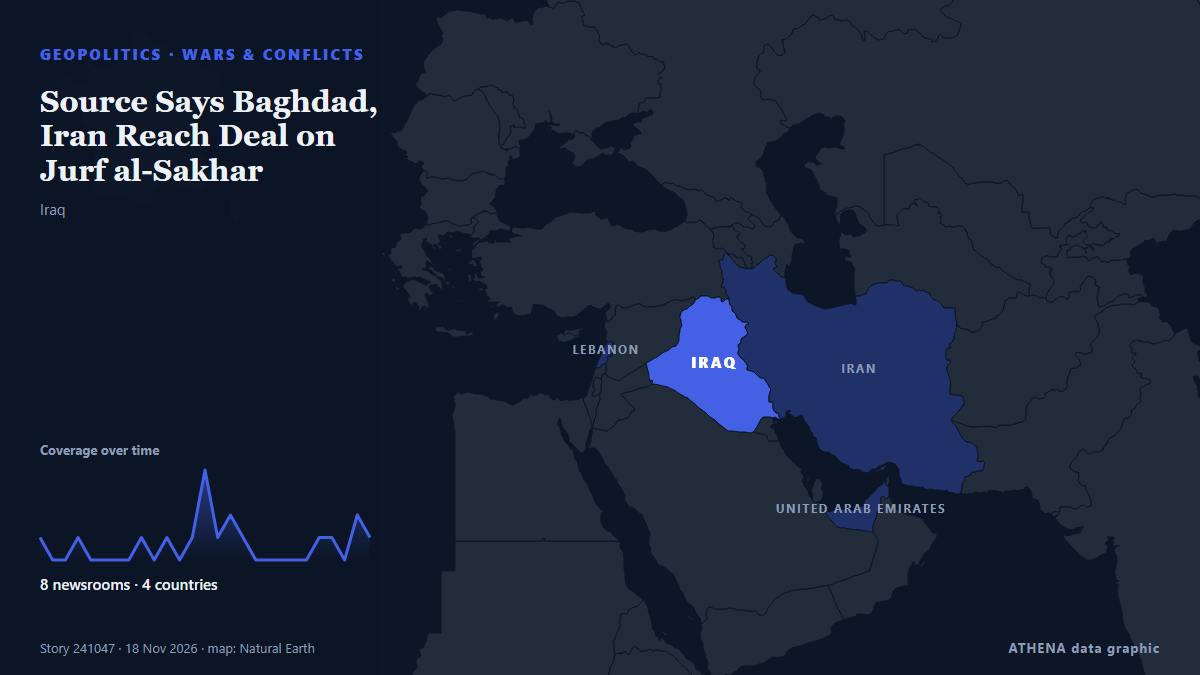 GEOPOLITICS · WARS & CONFLICTS
Source Says Baghdad,
Iran Reach Deal on
Jurf al-Sakhar
Iraq
LEBANON
IRAQ
IRAN
UNITED ARAB EMIRATES
Coverage over time
8 newsrooms · 4 countries
Story 241047 · 18 Nov 2026 · map: Natural Earth
ATHENA data graphic